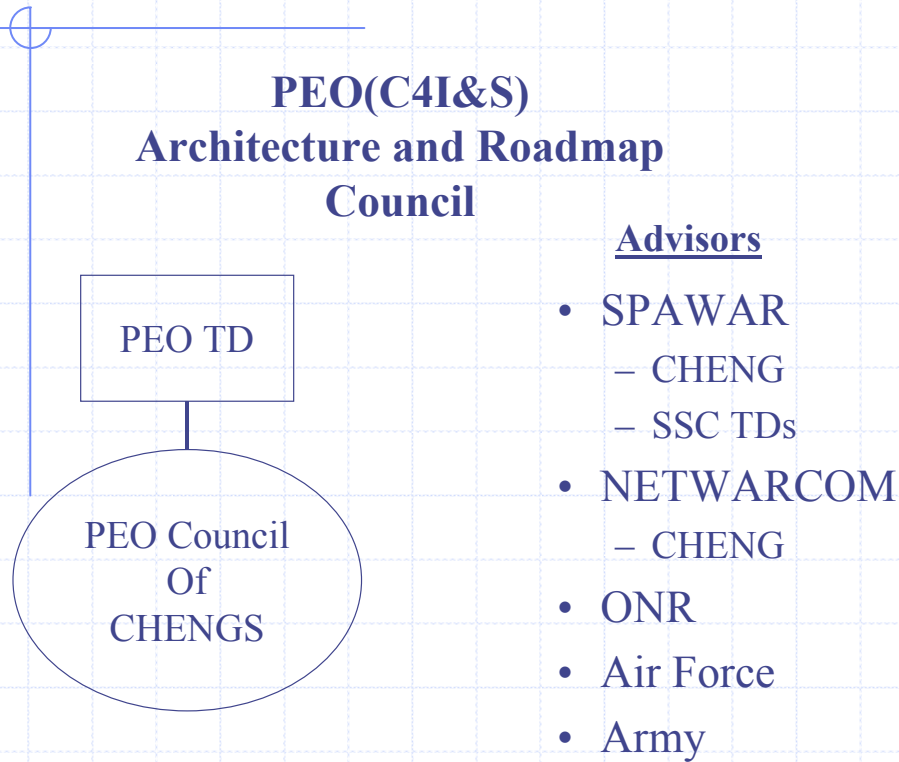 PEO(C4I&S)
Architecture and Roadmap
Council
PEO TD
PEO Council
Of
CHENGS
Advisors
• SPAWAR
– CHENG
– SSC TDs
• NETWARCOM
– CHENG
• ONR
• Air Force
• Army